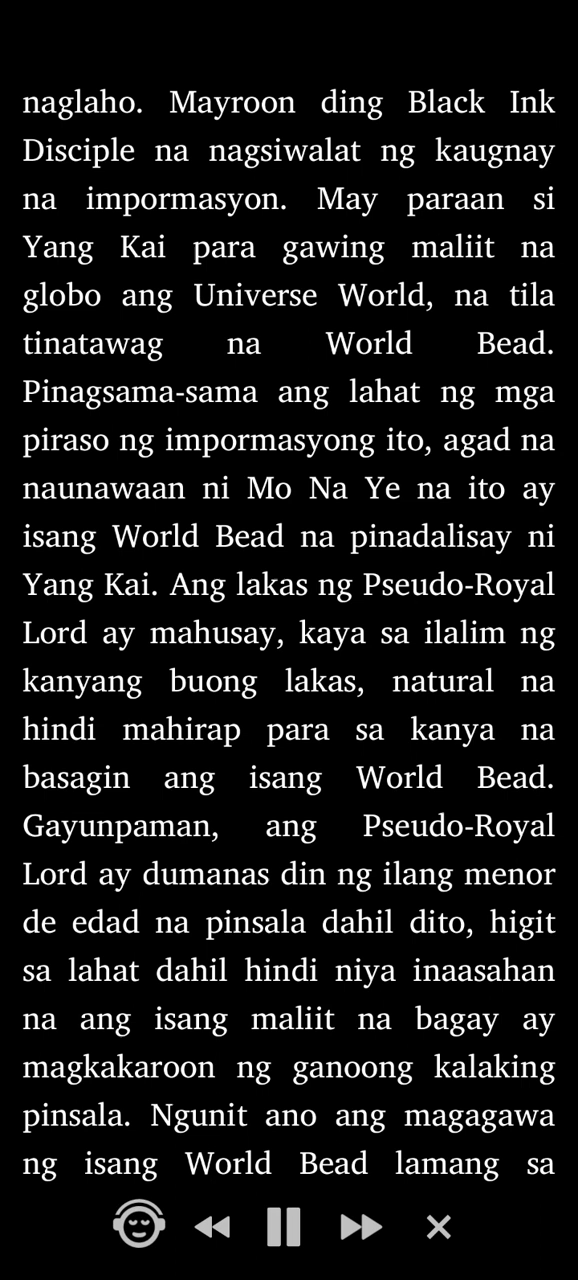 naglaho. Mayroon ding Black Ink
Disciple na nagsiwalat ng kaugnay
na impormasyon. May paraan si
Yang Kai para gawing maliit na
globo ang Universe World, na tila
tinatawag na World Bead.
Pinagsama-sama ang lahat ng mga
piraso ng impormasyong ito, agad na
naunawaan ni Mo Na Ye na ito ay
isang World Bead na pinadalisay ni
Yang Kai. Ang lakas ng Pseudo-Royal
Lord ay mahusay, kaya sa ilalim ng
kanyang buong lakas, natural na
hindi mahirap para sa kanya na
basagin ang isang World Bead.
Gayunpaman, ang Pseudo-Royal
Lord ay dumanas din ng ilang menor
de edad na pinsala dahil dito, higit
sa lahat dahil hindi niya inaasahan
na ang isang maliit na bagay ay
magkakaroon ng ganoong kalaking
pinsala. Ngunit ano ang magagawa
ng isang World Bead lamang sa